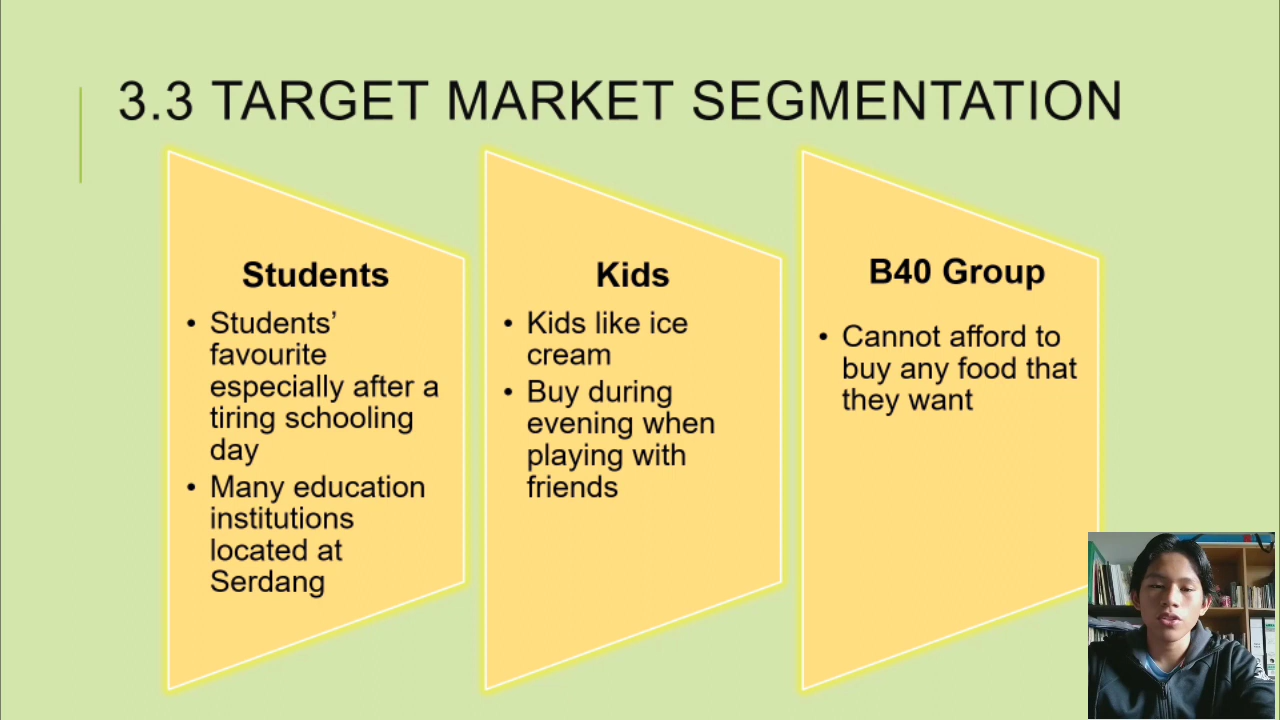 3.3 TARGET MARKET SEGMENTATION
Students
• Students’
favourite
especially after a
tiring schooling
day
• Many education
institutions
located at
Serdang
Kids
• Kids like ice
cream
• Buy during
evening when
playing with
friends
B40 Group
• Cannot afford to
buy any food that
they want